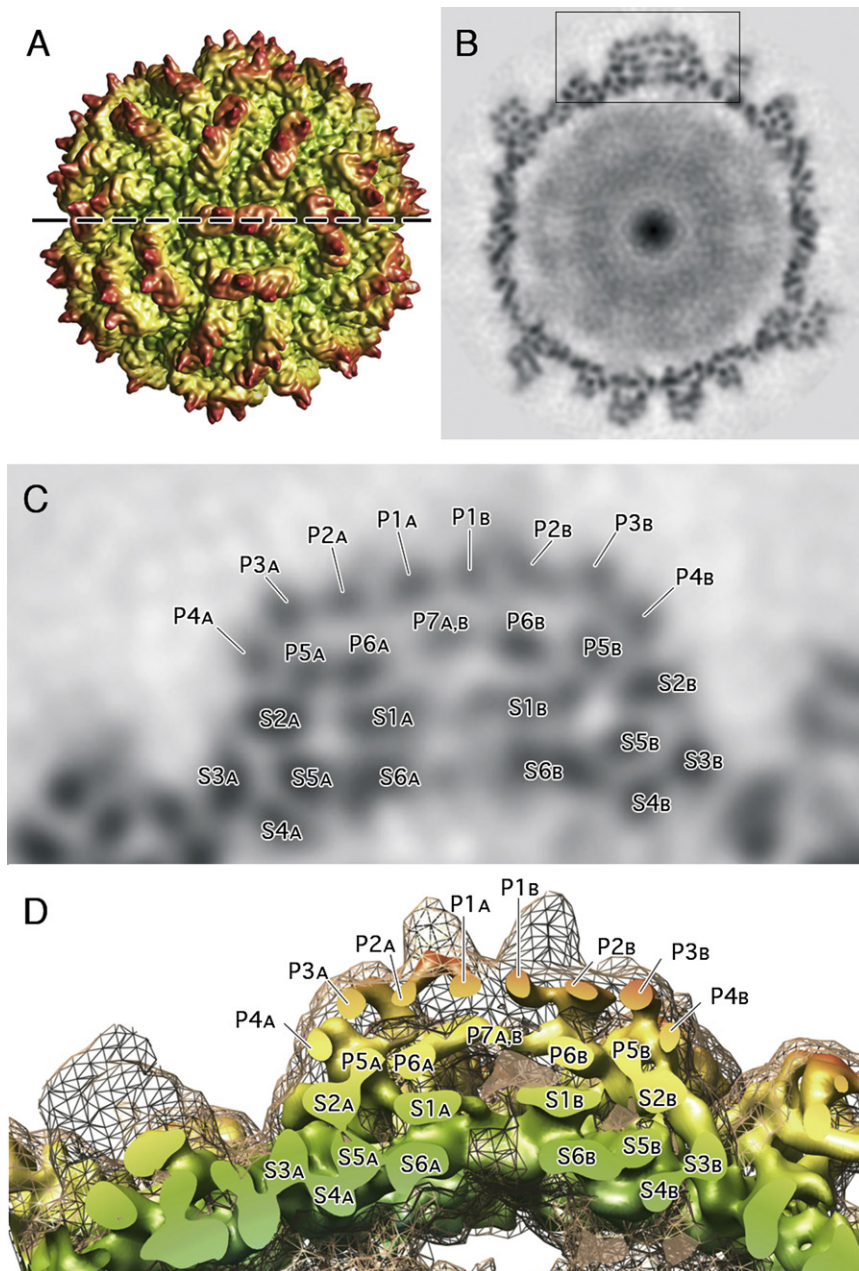 A
B
C
P1A
P1B
P2A
P2B
P3A
P3B
P4A
P4B
P7A,B
P6A
P6B
P5A
P5B
S2A
S1A
S1B
S2B
S5B
S3A
S5A
S6A
S6B
S3B
S4A
S4B
D
P1B
P1A
P2A
P2B
P3A
P3B
P4A
P4B
P7A,B
P5A
P6A
P6B
P5B
S2A
S1A
S1B
S2B
S3A
S5A
S6A
S6B
S5B
S3B
S4A
S4B